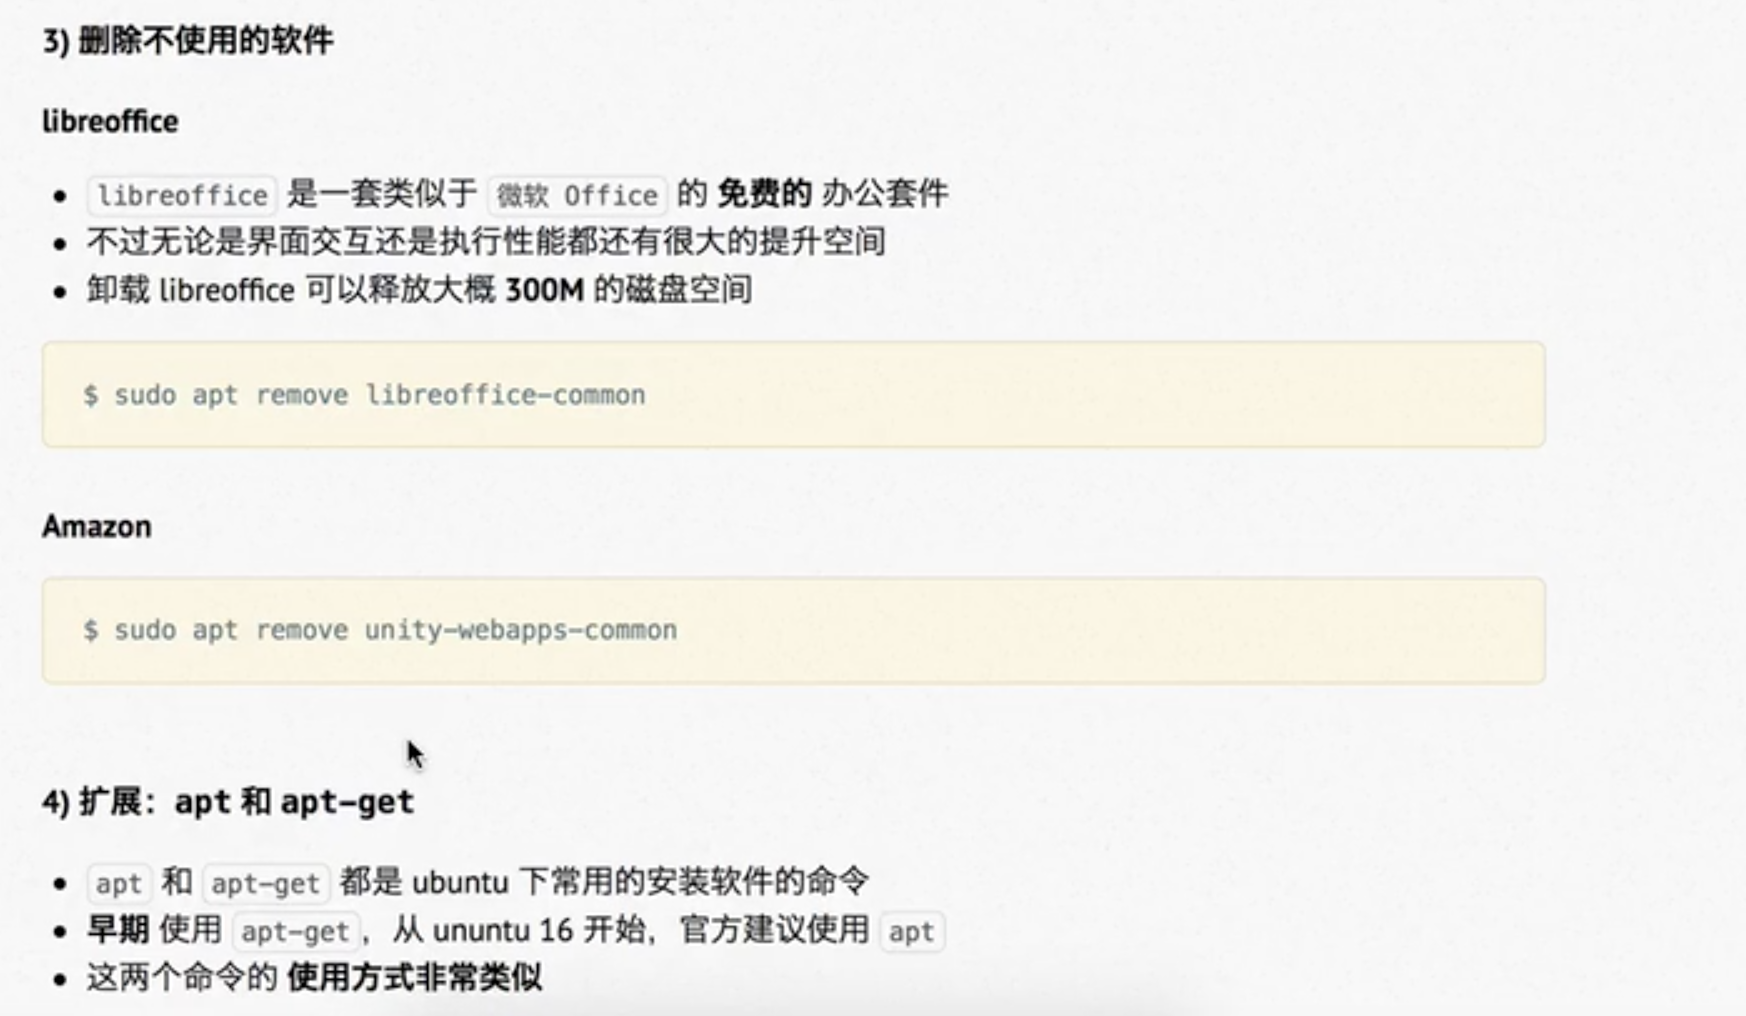 3) 删除不使用的软件
libreoffice
• libreoffice 是一套类似于 微软 Office 的 免费的 办公套件
• 不过无论是界面交互还是执行性能都还有很大的提升空间
• 卸载 libreoffice 可以释放大概 300M 的磁盘空间
$ sudo apt remove libreoffice-common
Amazon
$ sudo apt remove unity-webapps-common
4) 扩展：apt 和 apt-get
• apt 和 apt-get 都是 ubuntu 下常用的安装软件的命令
• 早期 使用 apt-get，从 ununtu 16 开始，官方建议使用 apt
• 这两个命令的 使用方式非常类似